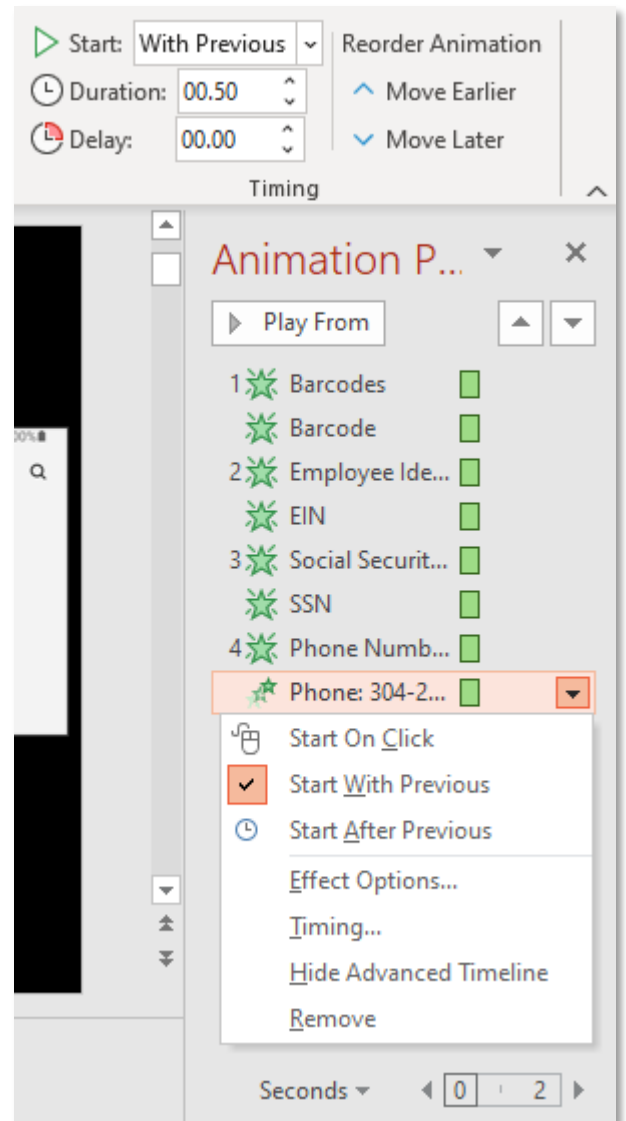 Start: With Previous Reorder Animation
Duration: 00.50 Move Earlier
Delay: 00.00 Move Later
Timing
Animation P...
Play From
1 Barcodes
Barcode
00%
2 Employee Ide...
EIN
3 Social Securit...
SSN
4 Phone Numb...
Phone: 304-2...
Start On Click
Start With Previous
Start After Previous
Effect Options...
Timing...
Hide Advanced Timeline
Remove
Seconds 0 2